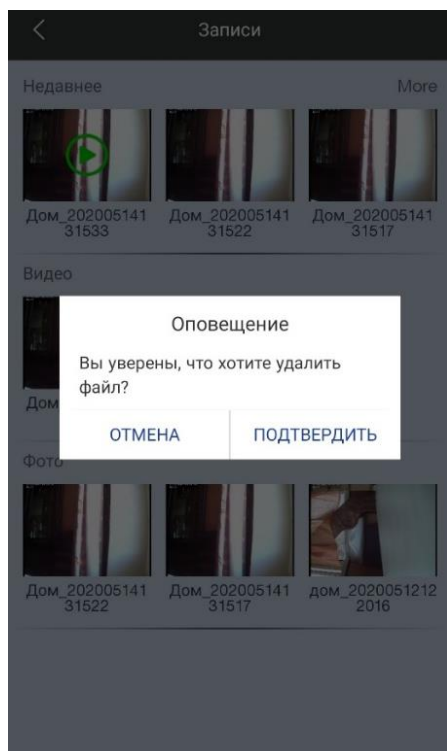 Записи
Недавнее More
Дом_202005141
31533
Дом_202005141
31522
Дом_202005141
31517
Видео
Дом
Оповещение
Вы уверены, что хотите удалить
файл?
ОТМЕНА ПОДТВЕРДИТЬ
Фото
Дом_202005141
31522
Дом_202005141
31517
дом_2020051212
2016